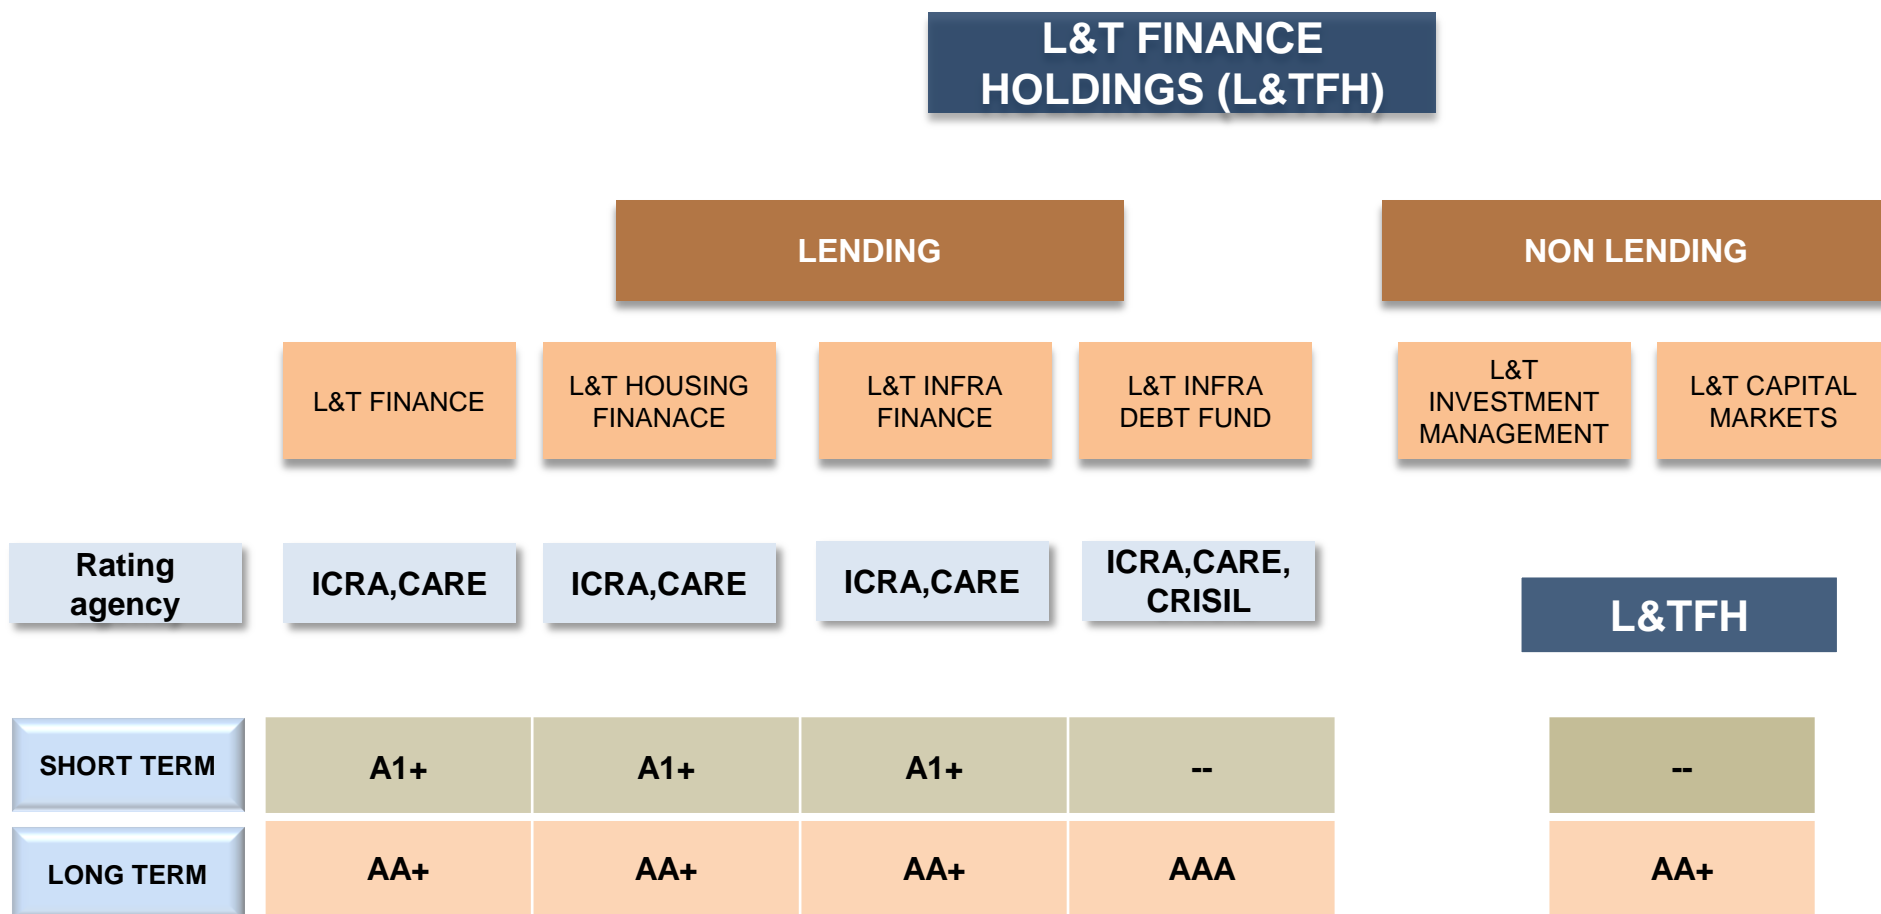 L&T FINANCE
HOLDINGS (L&TFH)
LENDING
NON LENDING
L&T FINANCE
L&T HOUSING
FINANACE
L&T INFRA
FINANCE
L&T INFRA
DEBT FUND
L&T
INVESTMENT
MANAGEMENT
L&T CAPITAL
MARKETS
Rating
agency
ICRA,CARE
ICRA,CARE
ICRA,CARE
ICRA,CARE,
CRISIL
L&TFH
SHORT TERM
A1+
A1+
A1+
--
--
LONG TERM
AA+
AA+
AA+
AAA
AA+